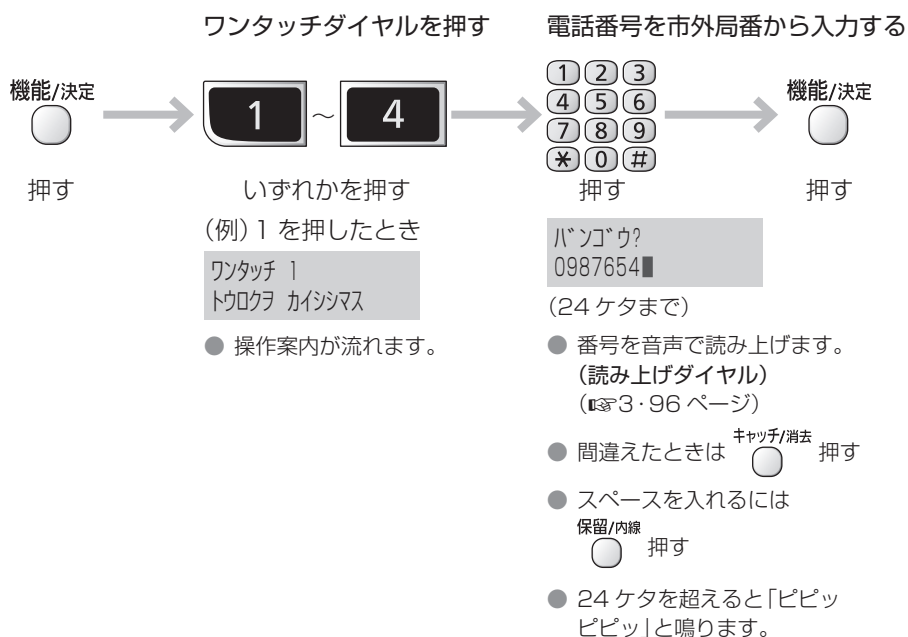 ワンタッチダイヤルを押す
電話番号を市外局番から入力する
機能/決定
押す
1 ~ 4
いずれかを押す
(例)1 を押したとき
ワンタッチ 1
トウロクヲ カイシシマス
● 操作案内が流れます。
1 2 3
4 5 6
7 8 9
* 0 #
押す
バンゴウ?
0987654
(24 ケタまで)
● 番号を音声で読み上げます。
(読み上げダイヤル)
(☞3・96 ページ)
● 間違えたときは キャッチ/消去 押す
● スペースを入れるには
保留/内線
押す
● 24 ケタを超えると「ピピッ
ピピッ」と鳴ります。
機能/決定
押す